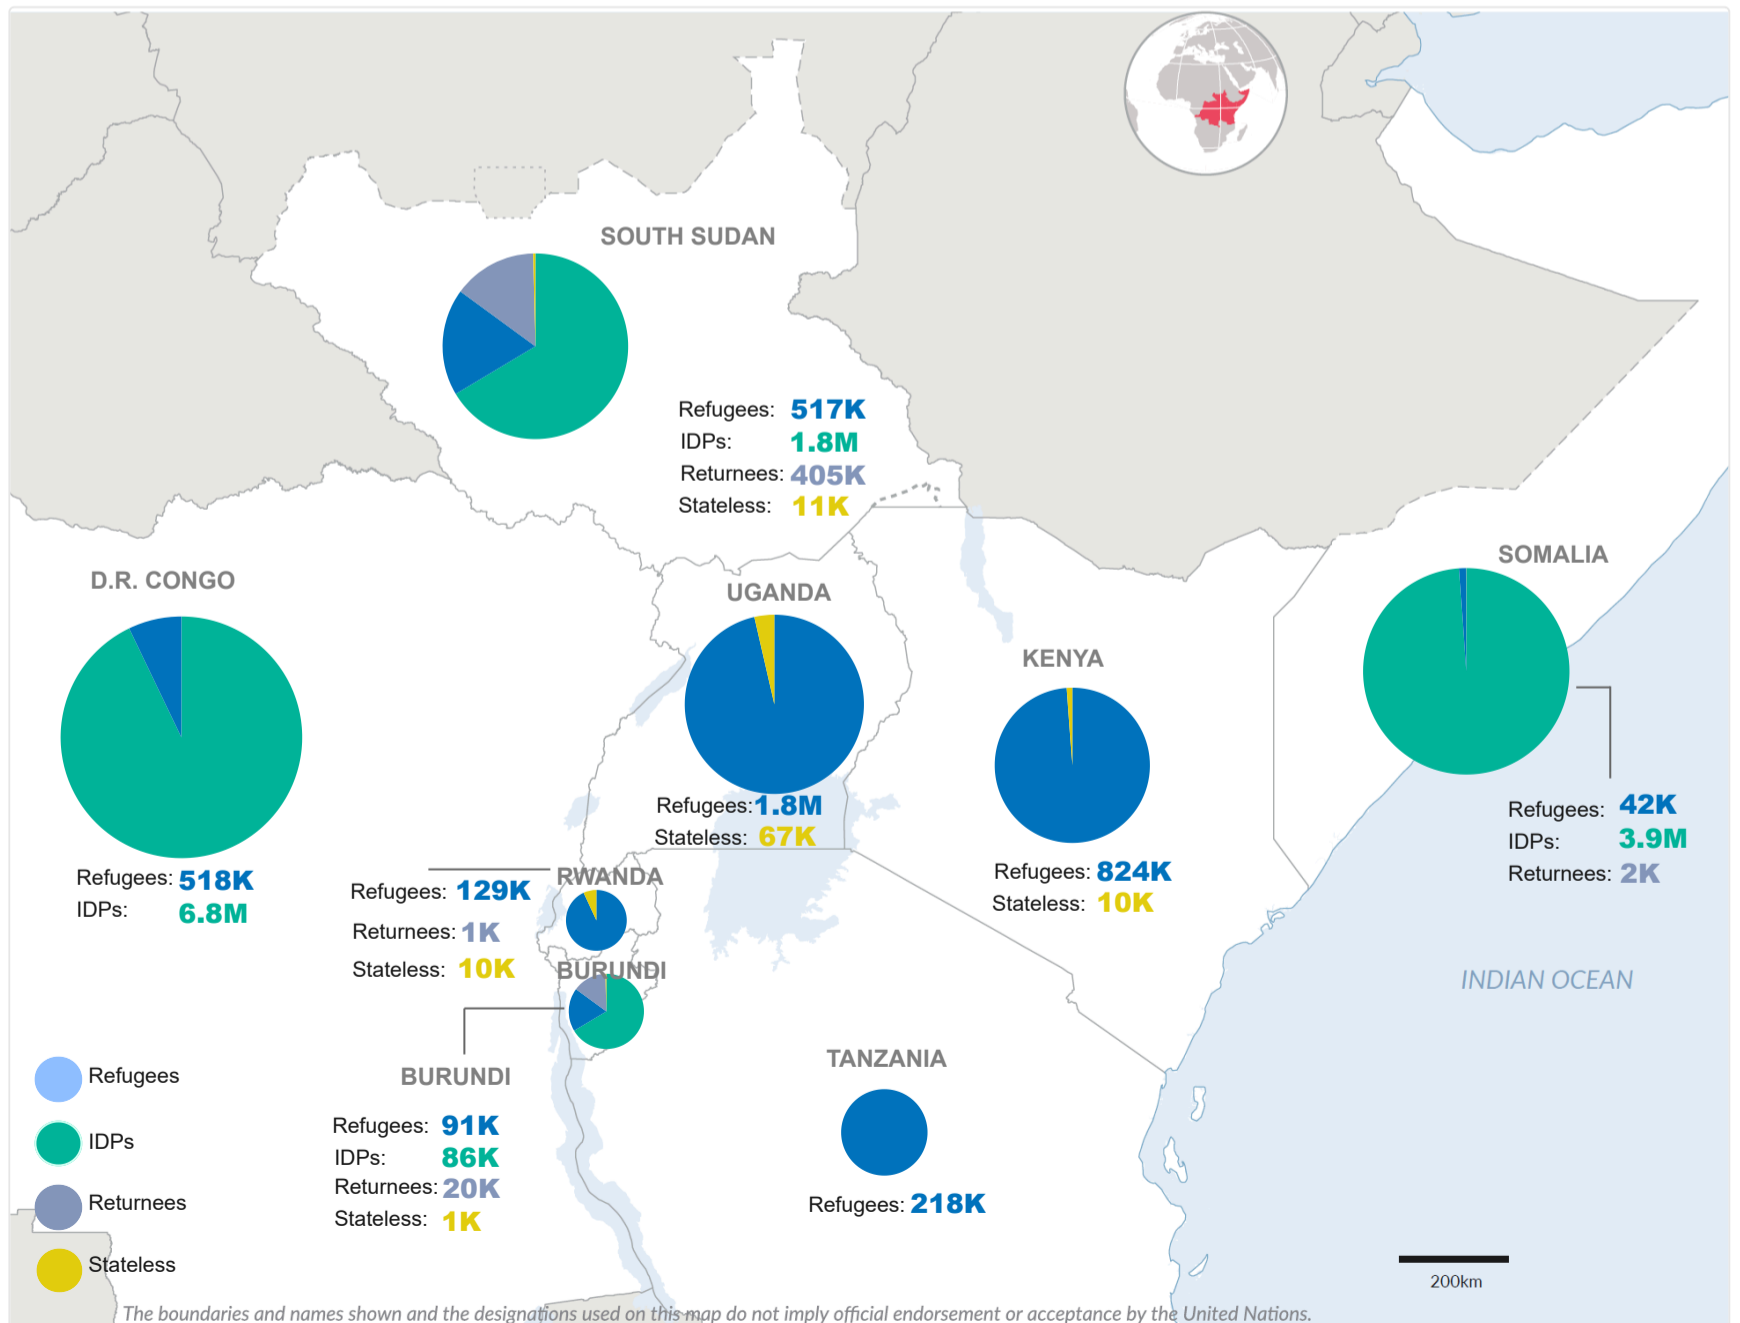 SOUTH SUDAN
Refugees: 517K
IDPs: 1.8M
Returnees: 405K
Stateless: 11K
D.R. CONGO
Refugees: 518K
IDPs: 6.8M
UGANDA
Refugees: 1.8M
Stateless: 67K
KENYA
Refugees: 824K
Stateless: 10K
SOMALIA
Refugees: 42K
IDPs: 3.9M
Returnees: 2K
RWANDA
Refugees: 129K
Returnees: 1K
Stateless: 10K
BURUNDI
BURUNDI
Refugees: 91K
IDPs: 86K
Returnees: 20K
Stateless: 1K
TANZANIA
Refugees: 218K
INDIAN OCEAN
Refugees
IDPs
Returnees
Stateless
200km
The boundaries and names shown and the designations used on this map do not imply official endorsement or acceptance by the United Nations.